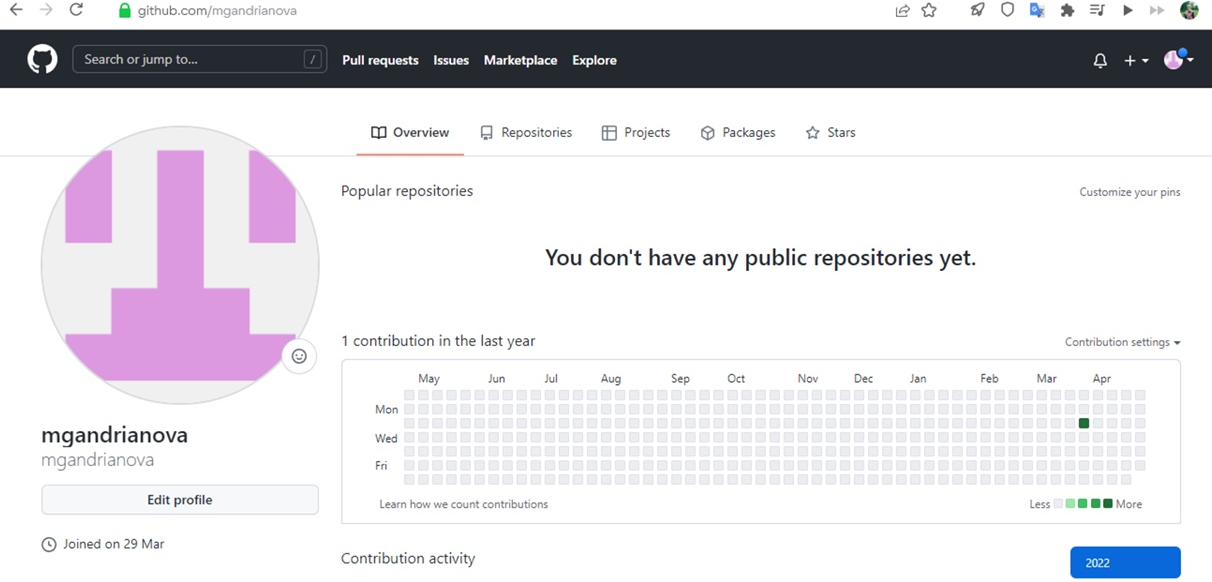 github.com/mgandrianova
Search or jump to... /
Pull requests Issues Marketplace Explore
Overview Repositories Projects Packages Stars
Popular repositories
Customize your pins
You don't have any public repositories yet.
1 contribution in the last year
Contribution settings
May Jun Jul Aug Sep Oct Nov Dec Jan Feb Mar Apr
Mon
Wed
Fri
Learn how we count contributions
Less More
mgandrianova
mgandrianova
Edit profile
Joined on 29 Mar
Contribution activity
2022